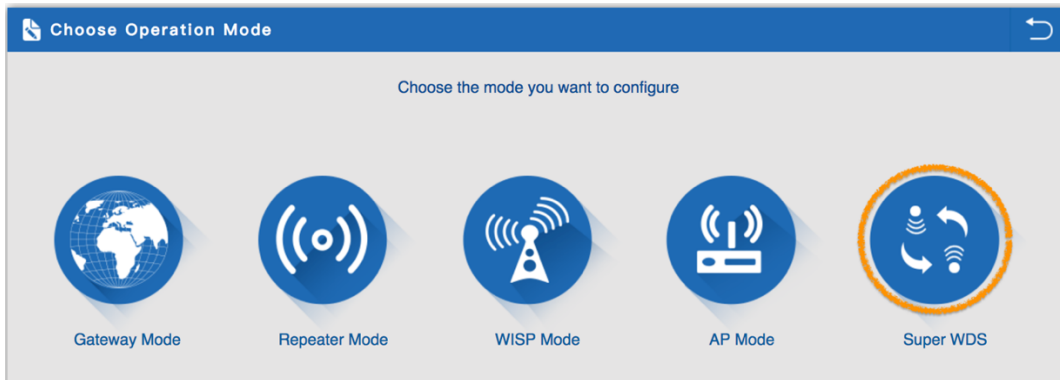 Choose Operation Mode
Choose the mode you want to configure
Gateway Mode
Repeater Mode
WISP Mode
AP Mode
Super WDS